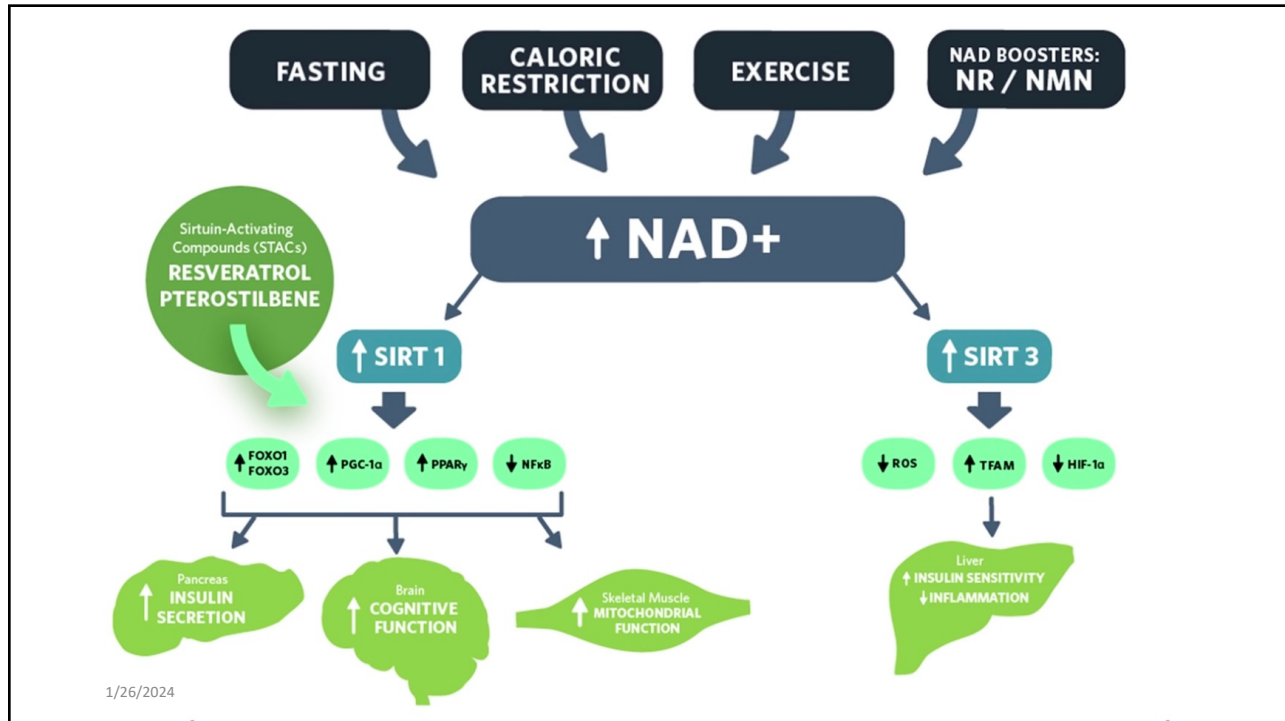 FASTING
CALORIC
RESTRICTION
EXERCISE
NAD BOOSTERS:
NR / NMN
↑ NAD+
Sirtuin-Activating
Compounds (STACs)
RESVERATROL
PTEROSTILBENE
↑ SIRT 1
↑ SIRT 3
↑ FOXO1
FOXO3
↑ PGC-1α
↑ PPARγ
↓ NFκB
↓ ROS
↑ TFAM
↓ HIF-1α
Pancreas
↑ INSULIN
SECRETION
Brain
↑ COGNITIVE
FUNCTION
Skeletal Muscle
↑ MITOCHONDRIAL
FUNCTION
Liver
↑ INSULIN SENSITIVITY
↓ INFLAMMATION
1/26/2024